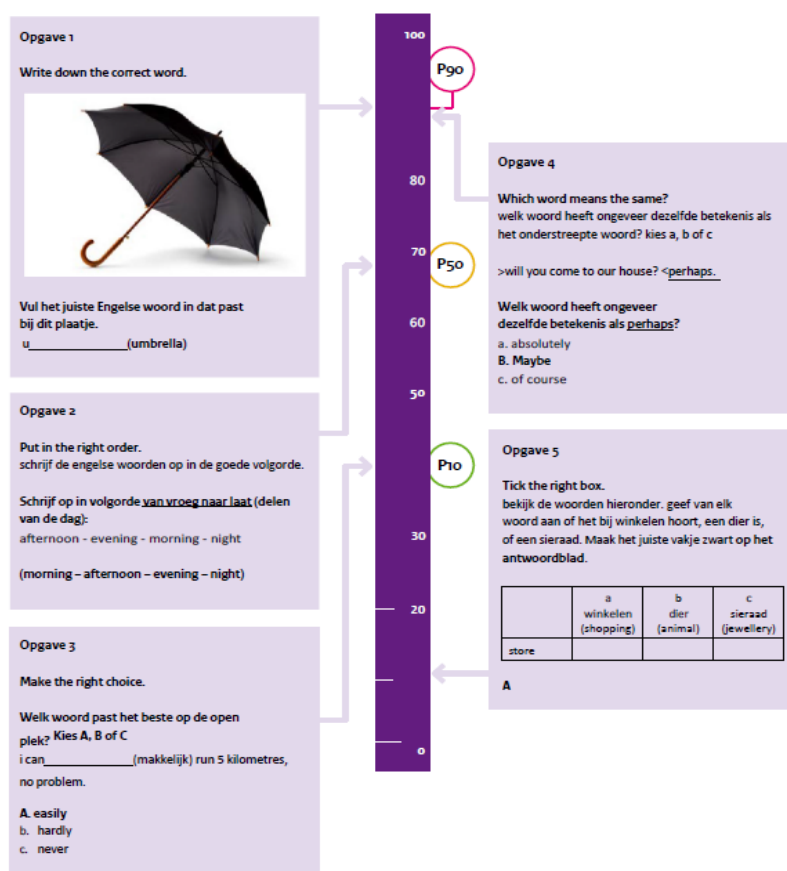 Opgave 1
Write down the correct word.
Vul het juiste Engelse woord in dat past
bij dit plaatje.
u_______________(umbrella)
Opgave 2
Put in the right order.
schrijf de engelse woorden op in de goede volgorde.
Schrijf op in volgorde van vroeg naar laat (delen
van de dag):
afternoon - evening - morning - night
(morning – afternoon – evening – night)
Opgave 3
Make the right choice.
Welk woord past het beste op de open
plek? Kies A, B of C
i can_____________(makkelijk) run 5 kilometres,
no problem.
A. easily
b. hardly
c. never
100
80
70
60
50
30
20
0
P90
P50
P10
Opgave 4
Which word means the same?
welk woord heeft ongeveer dezelfde betekenis als
het onderstreepte woord? kies a, b of c
>will you come to our house? <perhaps.
Welk woord heeft ongeveer
dezelfde betekenis als perhaps?
a. absolutely
B. Maybe
c. of course
Opgave 5
Tick the right box.
bekijk de woorden hieronder. geef van elk
woord aan of het bij winkelen hoort, een dier is,
of een sieraad. Maak het juiste vakje zwart op het
antwoordblad.
a b c
winkelen dier sieraad
(shopping) (animal) (jewellery)
store
A